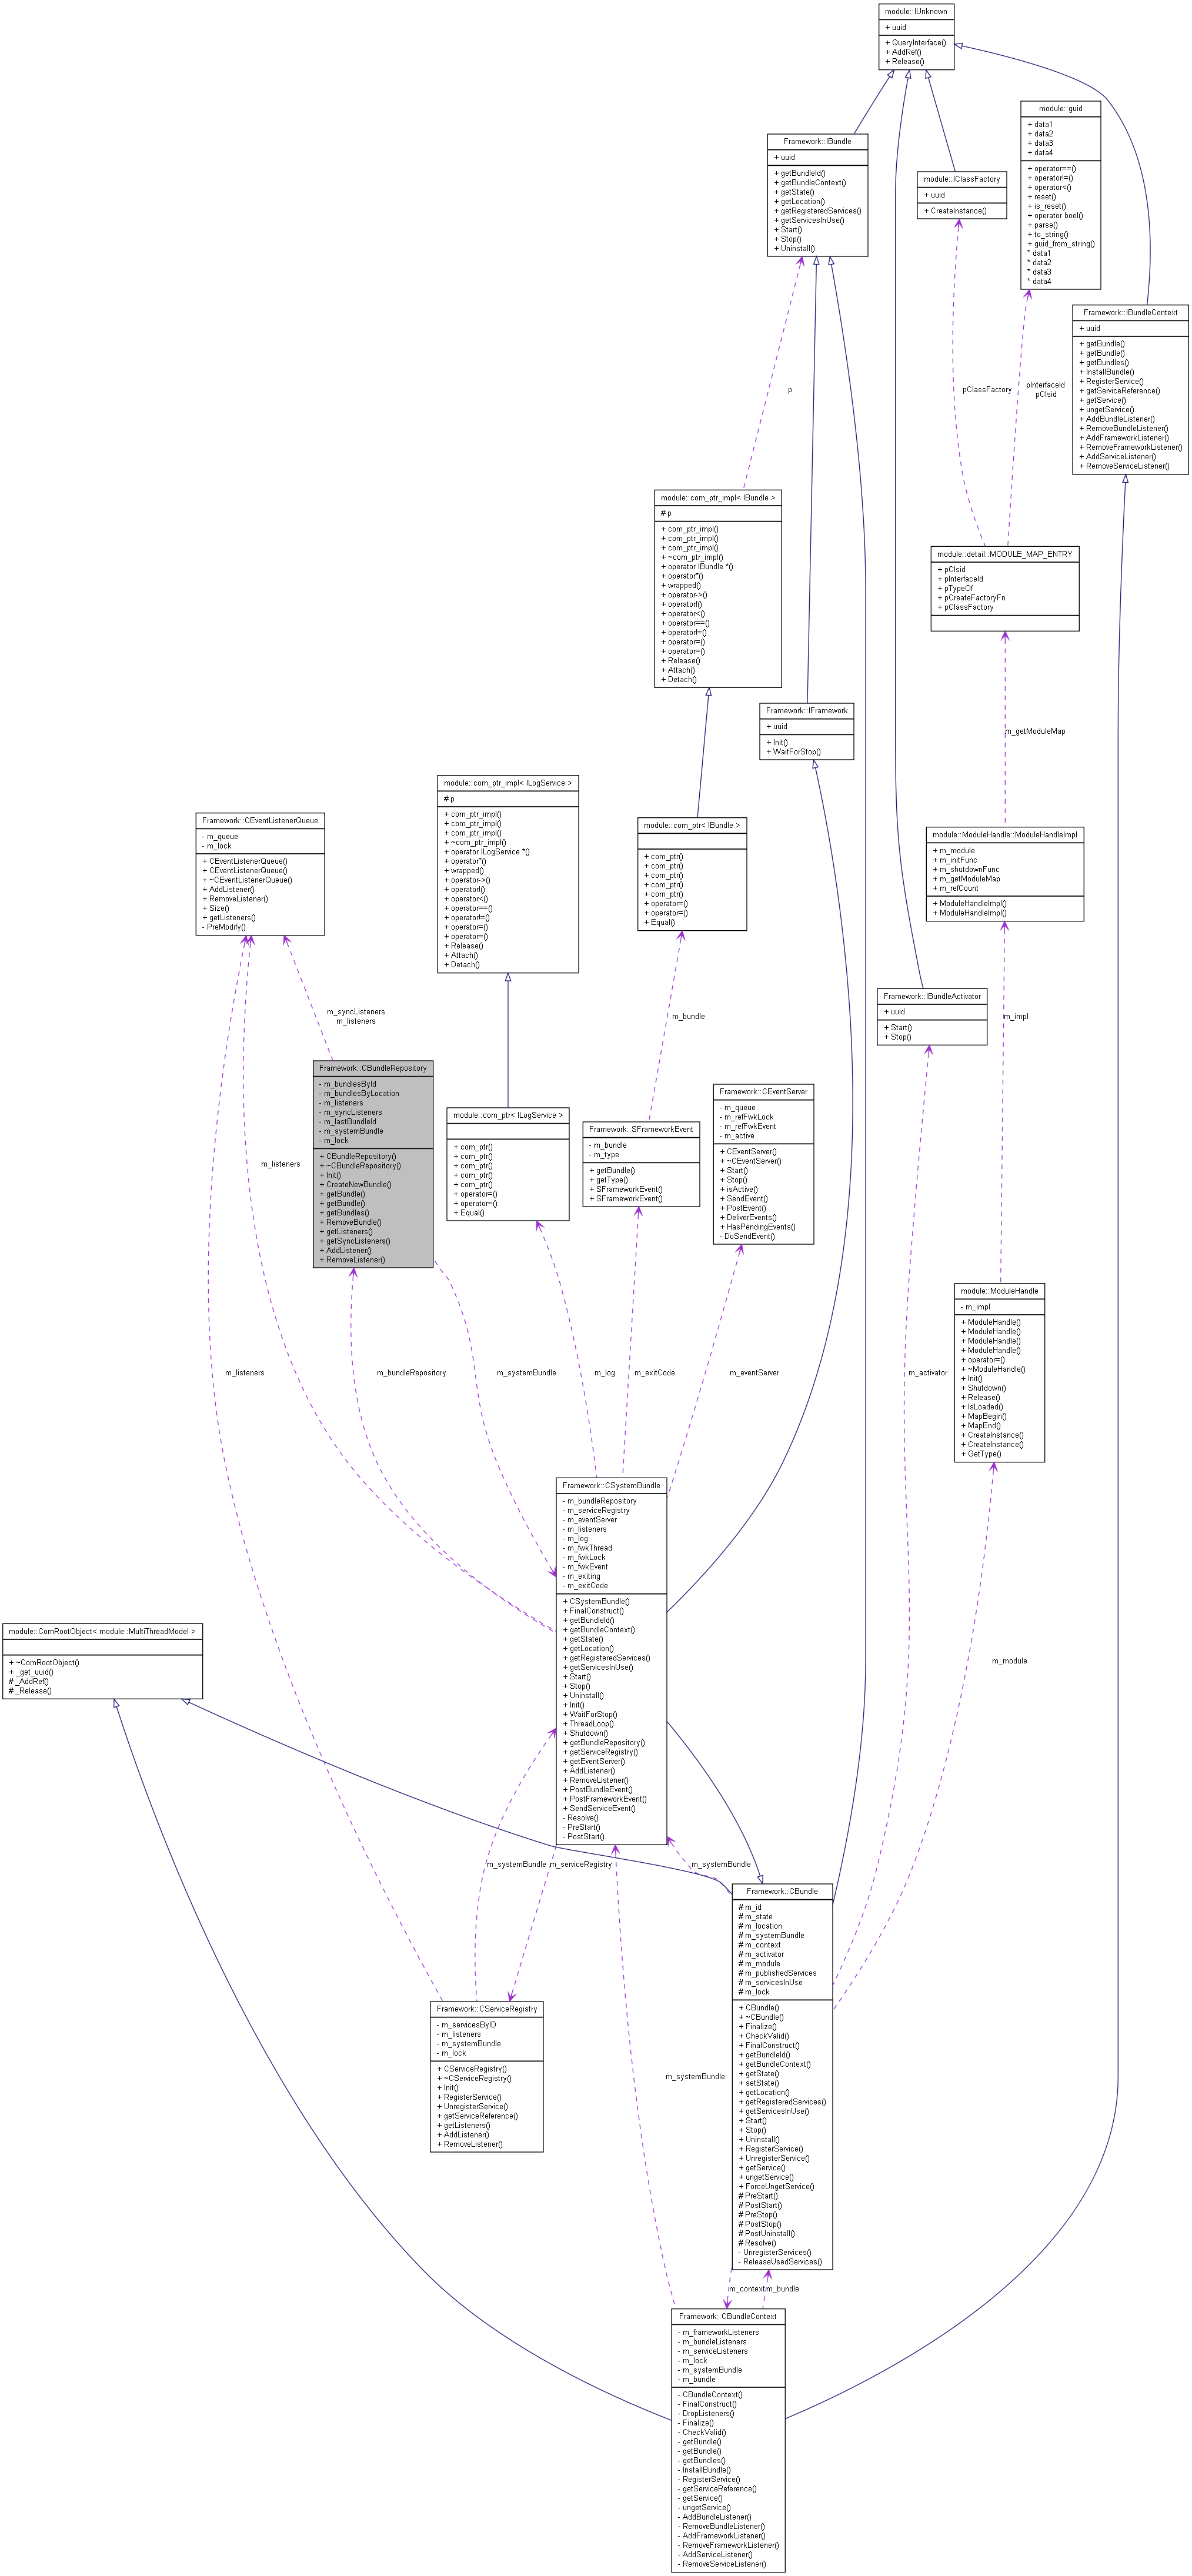 module::IUnknown
+ uuid
+ QueryInterface()
+ AddRef()
+ Release()
module::guid
+ data1
+ data2
+ data3
+ data4
+ operator==()
+ operator!=()
+ operator<()
+ reset()
+ is_reset()
+ operator bool()
+ parse()
+ to_string()
+ guid_from_string()
* data1
* data2
* data3
* data4
Framework::IBundle
+ uuid
+ getBundleId()
+ getBundleContext()
+ getState()
+ getLocation()
+ getRegisteredServices()
+ getServicesInUse()
+ Start()
+ Stop()
+ Uninstall()
module::IClassFactory
+ uuid
+ CreateInstance()
Framework::IBundleContext
+ uuid
+ getBundle()
+ getBundle()
+ getBundles()
+ InstallBundle()
+ RegisterService()
+ getServiceReference()
+ getService()
+ ungetService()
+ AddBundleListener()
+ RemoveBundleListener()
+ AddFrameworkListener()
+ RemoveFrameworkListener()
+ AddServiceListener()
+ RemoveServiceListener()
p
pClassFactory
pInterfaceId
pClsid
module::com_ptr_impl< IBundle >
# p
+ com_ptr_impl()
+ com_ptr_impl()
+ com_ptr_impl()
+ ~com_ptr_impl()
+ operator IBundle *()
+ operator*()
+ wrapped()
+ operator->()
+ operator!()
+ operator<()
+ operator==()
+ operator!=()
+ operator=()
+ operator=()
+ Release()
+ Attach()
+ Detach()
module::detail::MODULE_MAP_ENTRY
+ pClsid
+ pInterfaceId
+ pTypeOf
+ pCreateFactoryFn
+ pClassFactory
Framework::IFramework
+ uuid
+ Init()
+ WaitForStop()
m_getModuleMap
module::com_ptr_impl< ILogService >
# p
+ com_ptr_impl()
+ com_ptr_impl()
+ com_ptr_impl()
+ ~com_ptr_impl()
+ operator ILogService *()
+ operator*()
+ wrapped()
+ operator->()
+ operator!()
+ operator<()
+ operator==()
+ operator!=()
+ operator=()
+ operator=()
+ Release()
+ Attach()
+ Detach()
Framework::CEventListenerQueue
- m_queue
- m_lock
+ CEventListenerQueue()
+ CEventListenerQueue()
+ ~CEventListenerQueue()
+ AddListener()
+ RemoveListener()
+ Size()
+ getListeners()
- PreModify()
module::com_ptr< IBundle >
+ com_ptr()
+ com_ptr()
+ com_ptr()
+ com_ptr()
+ com_ptr()
+ operator=()
+ operator=()
+ Equal()
module::ModuleHandle::ModuleHandleImpl
+ m_module
+ m_initFunc
+ m_shutdownFunc
+ m_getModuleMap
+ m_refCount
+ ModuleHandleImpl()
+ ModuleHandleImpl()
Framework::IBundleActivator
+ uuid
+ Start()
+ Stop()
m_syncListeners
m_listeners
m_bundle
m_impl
Framework::CBundleRepository
- m_bundlesById
- m_bundlesByLocation
- m_listeners
- m_syncListeners
- m_lastBundleId
- m_systemBundle
- m_lock
+ CBundleRepository()
+ ~CBundleRepository()
+ Init()
+ CreateNewBundle()
+ getBundle()
+ getBundle()
+ getBundles()
+ RemoveBundle()
+ getListeners()
+ getSyncListeners()
+ AddListener()
+ RemoveListener()
m_listeners
module::com_ptr< ILogService >
+ com_ptr()
+ com_ptr()
+ com_ptr()
+ com_ptr()
+ com_ptr()
+ operator=()
+ operator=()
+ Equal()
Framework::SFrameworkEvent
- m_bundle
- m_type
+ getBundle()
+ getType()
+ SFrameworkEvent()
+ SFrameworkEvent()
Framework::CEventServer
- m_queue
- m_refFwkLock
- m_refFwkEvent
- m_active
+ CEventServer()
+ ~CEventServer()
+ Start()
+ Stop()
+ isActive()
+ SendEvent()
+ PostEvent()
+ DeliverEvents()
+ HasPendingEvents()
- DoSendEvent()
module::ModuleHandle
- m_impl
+ ModuleHandle()
+ ModuleHandle()
+ ModuleHandle()
+ ModuleHandle()
+ operator=()
+ ~ModuleHandle()
+ Init()
+ Shutdown()
+ Release()
+ IsLoaded()
+ MapBegin()
+ MapEnd()
+ CreateInstance()
+ CreateInstance()
+ GetType()
m_listeners
m_bundleRepository
m_systemBundle
m_log
m_exitCode
m_eventServer
m_activator
Framework::CSystemBundle
- m_bundleRepository
- m_serviceRegistry
- m_eventServer
- m_listeners
- m_log
- m_fwkThread
- m_fwkLock
- m_fwkEvent
- m_exiting
- m_exitCode
+ CSystemBundle()
+ FinalConstruct()
+ getBundleId()
+ getBundleContext()
+ getState()
+ getLocation()
+ getRegisteredServices()
+ getServicesInUse()
+ Start()
+ Stop()
+ Uninstall()
+ Init()
+ WaitForStop()
+ ThreadLoop()
+ Shutdown()
+ getBundleRepository()
+ getServiceRegistry()
+ getEventServer()
+ AddListener()
+ RemoveListener()
+ PostBundleEvent()
+ PostFrameworkEvent()
+ SendServiceEvent()
- Resolve()
- PreStart()
- PostStart()
module::ComRootObject< module::MultiThreadModel >
+ ~ComRootObject()
+ _get_uuid()
# _AddRef()
# _Release()
m_module
m_systemBundle
m_serviceRegistry
m_systemBundle
Framework::CBundle
# m_id
# m_state
# m_location
# m_systemBundle
# m_context
# m_activator
# m_module
# m_publishedServices
# m_servicesInUse
# m_lock
+ CBundle()
+ ~CBundle()
+ Finalize()
+ CheckValid()
+ FinalConstruct()
+ getBundleId()
+ getBundleContext()
+ getState()
+ setState()
+ getLocation()
+ getRegisteredServices()
+ getServicesInUse()
+ Start()
+ Stop()
+ Uninstall()
+ RegisterService()
+ UnregisterService()
+ getService()
+ ungetService()
+ ForceUngetService()
# PreStart()
# PostStart()
# PreStop()
# PostStop()
# PostUninstall()
# Resolve()
- UnregisterServices()
- ReleaseUsedServices()
Framework::CServiceRegistry
- m_servicesByID
- m_listeners
- m_systemBundle
- m_lock
+ CServiceRegistry()
+ ~CServiceRegistry()
+ Init()
+ RegisterService()
+ UnregisterService()
+ getServiceReference()
+ getListeners()
+ AddListener()
+ RemoveListener()
m_systemBundle
m_context
m_bundle
Framework::CBundleContext
- m_frameworkListeners
- m_bundleListeners
- m_serviceListeners
- m_lock
- m_systemBundle
- m_bundle
- CBundleContext()
- FinalConstruct()
- DropListeners()
- Finalize()
- CheckValid()
- getBundle()
- getBundle()
- getBundles()
- InstallBundle()
- RegisterService()
- getServiceReference()
- getService()
- ungetService()
- AddBundleListener()
- RemoveBundleListener()
- AddFrameworkListener()
- RemoveFrameworkListener()
- AddServiceListener()
- RemoveServiceListener()